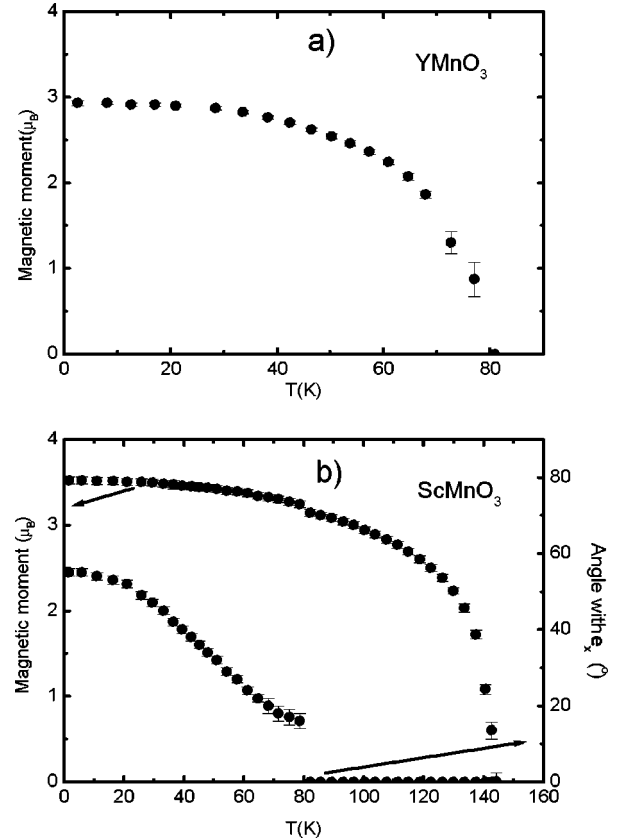 a)
YMnO₃
Magnetic moment(μB)
4
3
2
1
0
0 20 40 60 80
T(K)
b)
ScMnO₃
Magnetic moment (μB)
4
3
2
1
0
80
60
40
20
0
Angle with eₓ (°)
0 20 40 60 80 100 120 140 160
T(K)